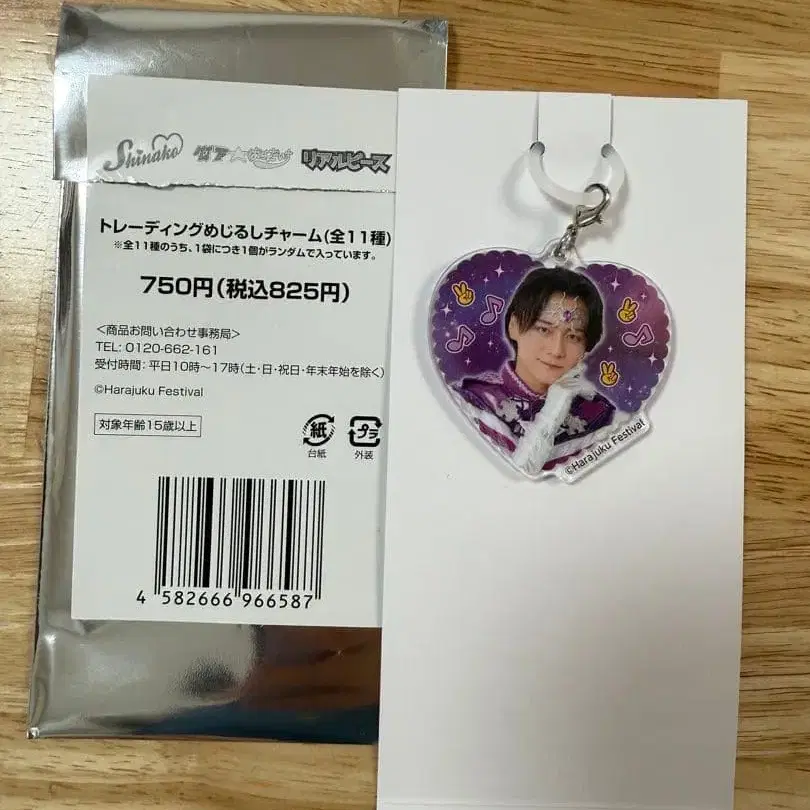 Shinako
リアルピース
トレーディングめじるしチャーム(全11種)
※全11種のうち、1袋につき1個がランダムで入っています。
750円(税込825円)
<商品お問い合わせ事務局>
TEL: 0120-662-161
受付時間: 平日10時〜17時(土・日・祝日・年末年始を除く)
©Harajuku Festival
対象年齢15歳以上
紙
台紙
プラ
外装
4 582666 966587
©Harajuku Festival